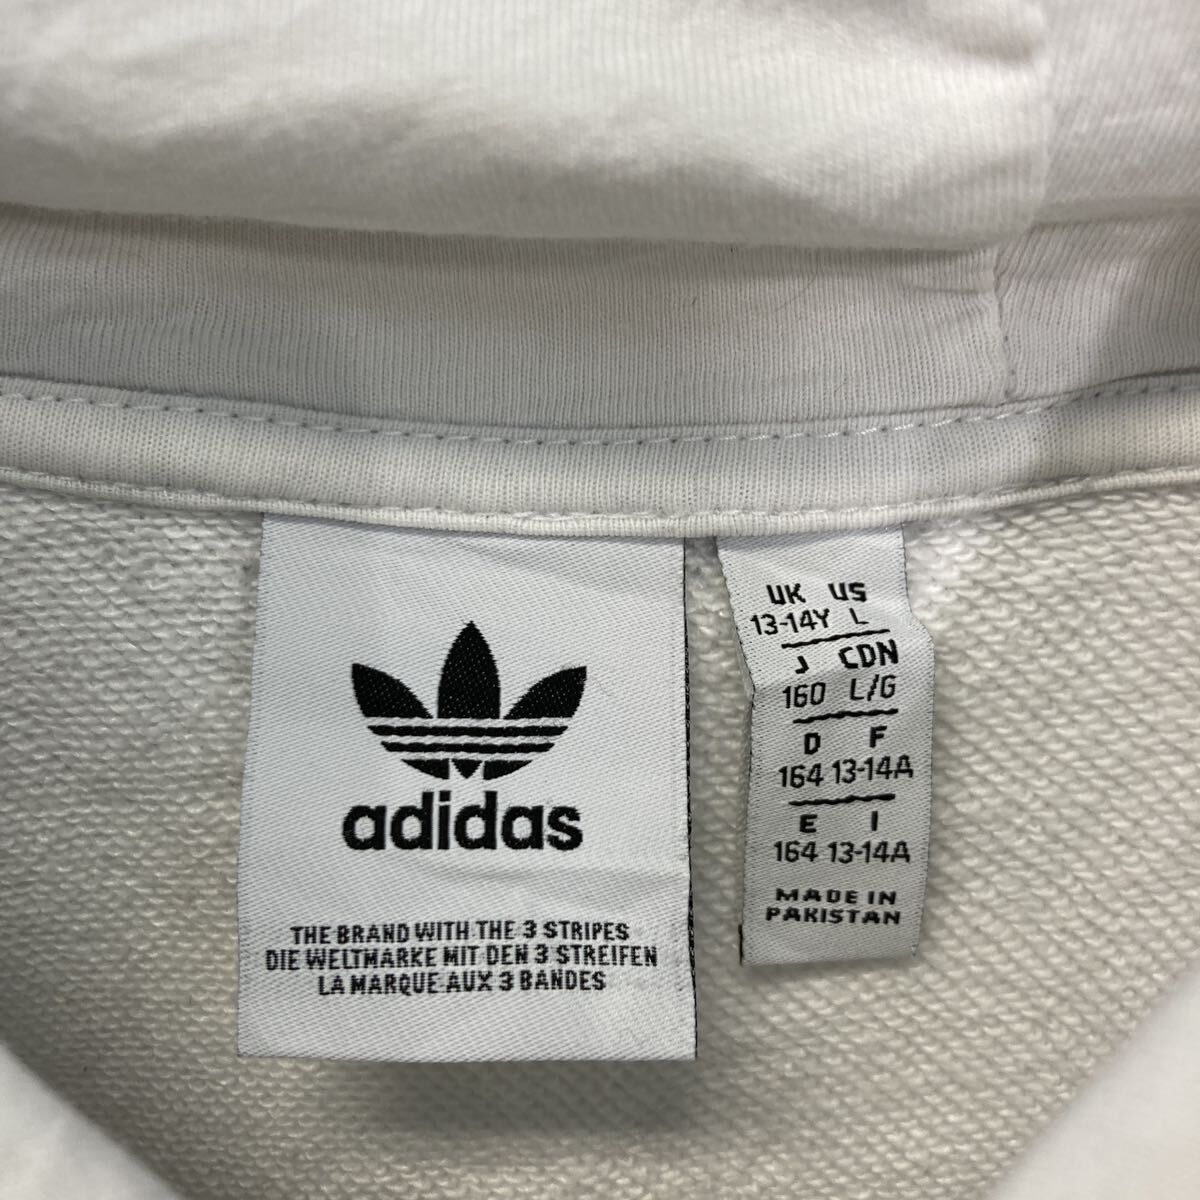 adidas
THE BRAND WITH THE 3 STRIPES
DIE WELTMARKE MIT DEN 3 STREIFEN
LA MARQUE AUX 3 BANDES
UK US
13-14Y L
J CDN
160 L/G
D F
164 13-14A
E I
164 13-14A
MADE IN
PAKISTAN